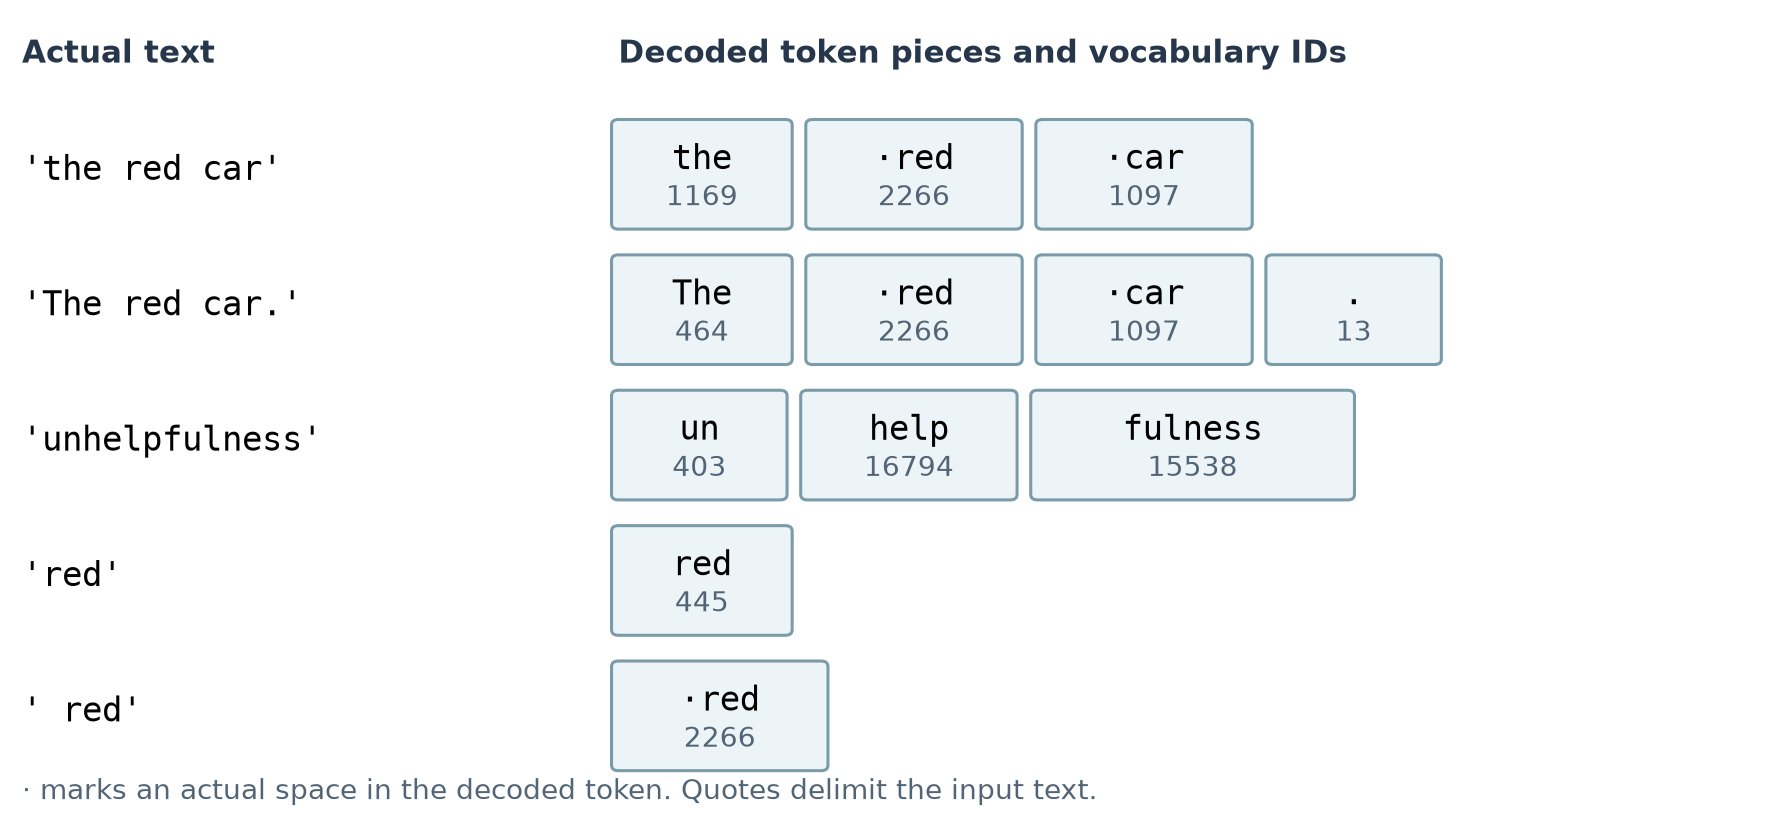 Actual text Decoded token pieces and vocabulary IDs
'the red car' the ·red ·car
1169 2266 1097
'The red car.' The ·red ·car .
464 2266 1097 13
'unhelpfulness' un help fulness
403 16794 15538
'red' red
445
' red' ·red
2266
· marks an actual space in the decoded token. Quotes delimit the input text.